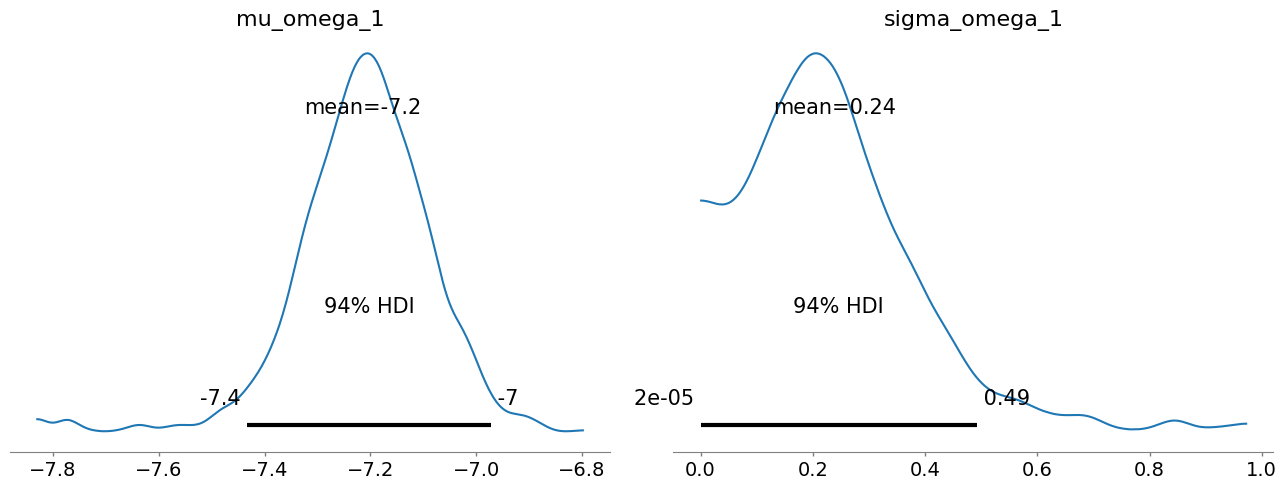 mu_omega_1
mean=-7.2
94% HDI
-7.4
-7
−7.8
−7.6
−7.4
−7.2
−7.0
−6.8
sigma_omega_1
mean=0.24
94% HDI
2e-05
0.49
0.0
0.2
0.4
0.6
0.8
1.0